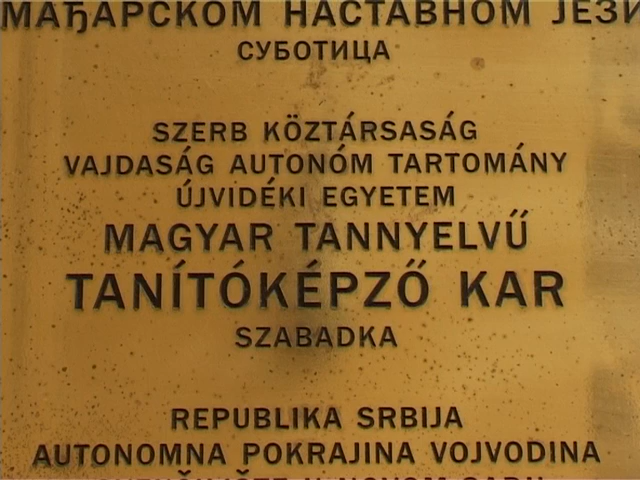 МАЂАРСКОМ НАСТАВНОМ
СУБОТИЦА
SZERB KÖZTÁRSASÁG
VAJDASÁG AUTONÓM TARTOMÁNY
ÚJVIDÉKI EGYETEM
MAGYAR TANNYELVŰ
TANÍTÓKÉPZŐ KAR
SZABADKA
REPUBLIKA SRBIJA
AUTONOMNA POKRAJINA VOJVODINA